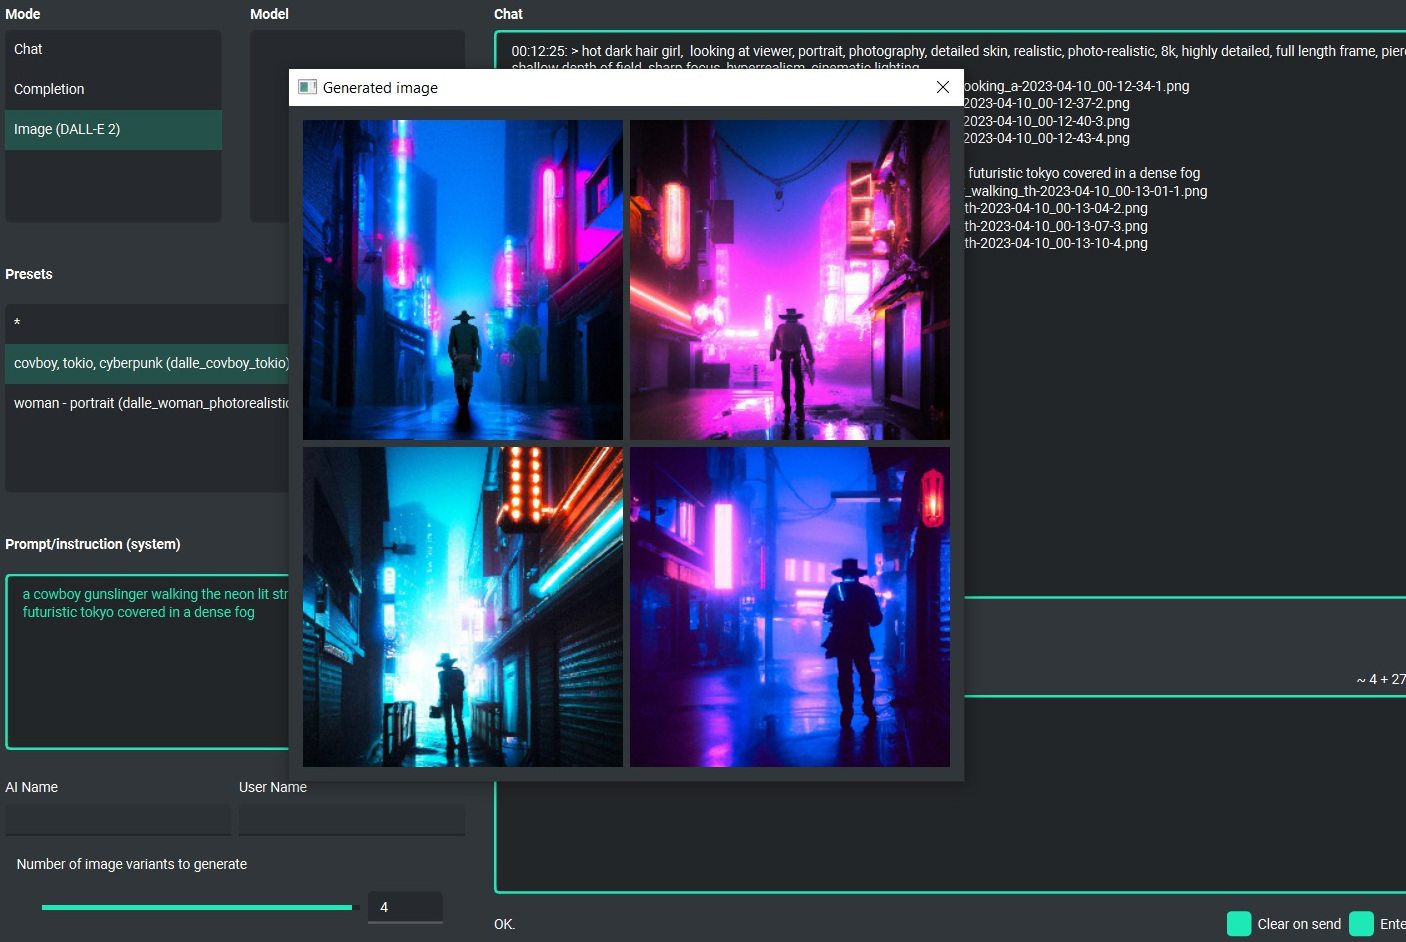 Mode
Chat
Completion
Image (DALL-E 2)
Model
Presets
*
covboy, tokio, cyberpunk (dalle_covboy_tokio)
woman - portrait (dalle_woman_photorealistic
Prompt/instruction (system)
a cowboy gunslinger walking the neon lit str
futuristic tokyo covered in a dense fog
AI Name
User Name
Number of image variants to generate
4
Generated image
Chat
00:12:25: > hot dark hair girl, looking at viewer, portrait, photography, detailed skin, realistic, photo-realistic, 8k, highly detailed, full length frame, pierc
shallow depth of field, sharp focus, hyperrealism, cinematic lighting
ooking_a-2023-04-10_00-12-34-1.png
2023-04-10_00-12-37-2.png
2023-04-10_00-12-40-3.png
2023-04-10_00-12-43-4.png
futuristic tokyo covered in a dense fog
_walking_th-2023-04-10_00-13-01-1.png
th-2023-04-10_00-13-04-2.png
th-2023-04-10_00-13-07-3.png
th-2023-04-10_00-13-10-4.png
~ 4 + 27
OK.
Clear on send
Ente